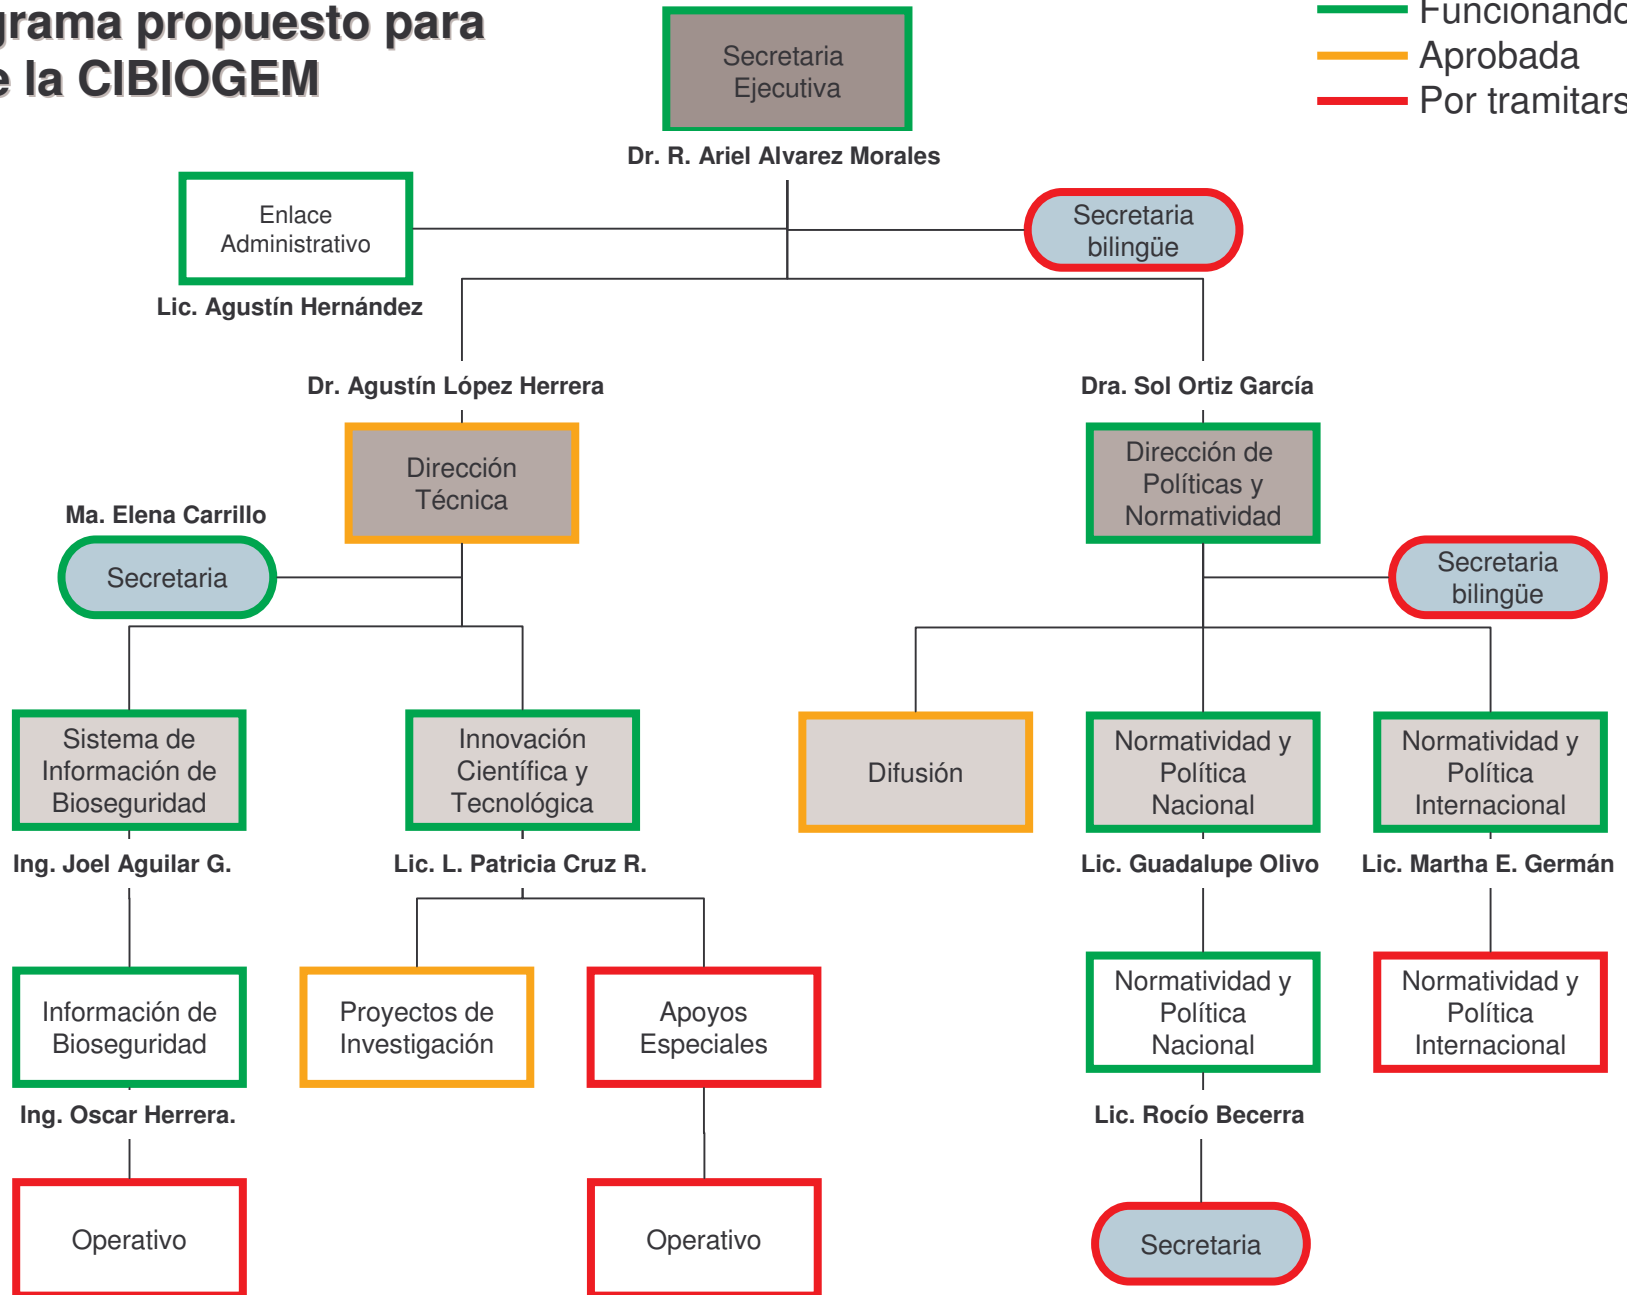 grama propuesto para
e la CIBIOGEM
Funcionando
Aprobada
Por tramitars
Secretaria
Ejecutiva
Dr. R. Ariel Alvarez Morales
Enlace
Administrativo
Lic. Agustín Hernández
Secretaria
bilingüe
Dr. Agustín López Herrera
Dra. Sol Ortiz García
Dirección
Técnica
Dirección de
Políticas y
Normatividad
Ma. Elena Carrillo
Secretaria
Secretaria
bilingüe
Sistema de
Información de
Bioseguridad
Innovación
Científica y
Tecnológica
Difusión
Normatividad y
Política
Nacional
Normatividad y
Política
Internacional
Ing. Joel Aguilar G.
Lic. L. Patricia Cruz R.
Lic. Guadalupe Olivo
Lic. Martha E. Germán
Información de
Bioseguridad
Proyectos de
Investigación
Apoyos
Especiales
Normatividad y
Política
Nacional
Normatividad y
Política
Internacional
Ing. Oscar Herrera.
Lic. Rocío Becerra
Operativo
Operativo
Secretaria